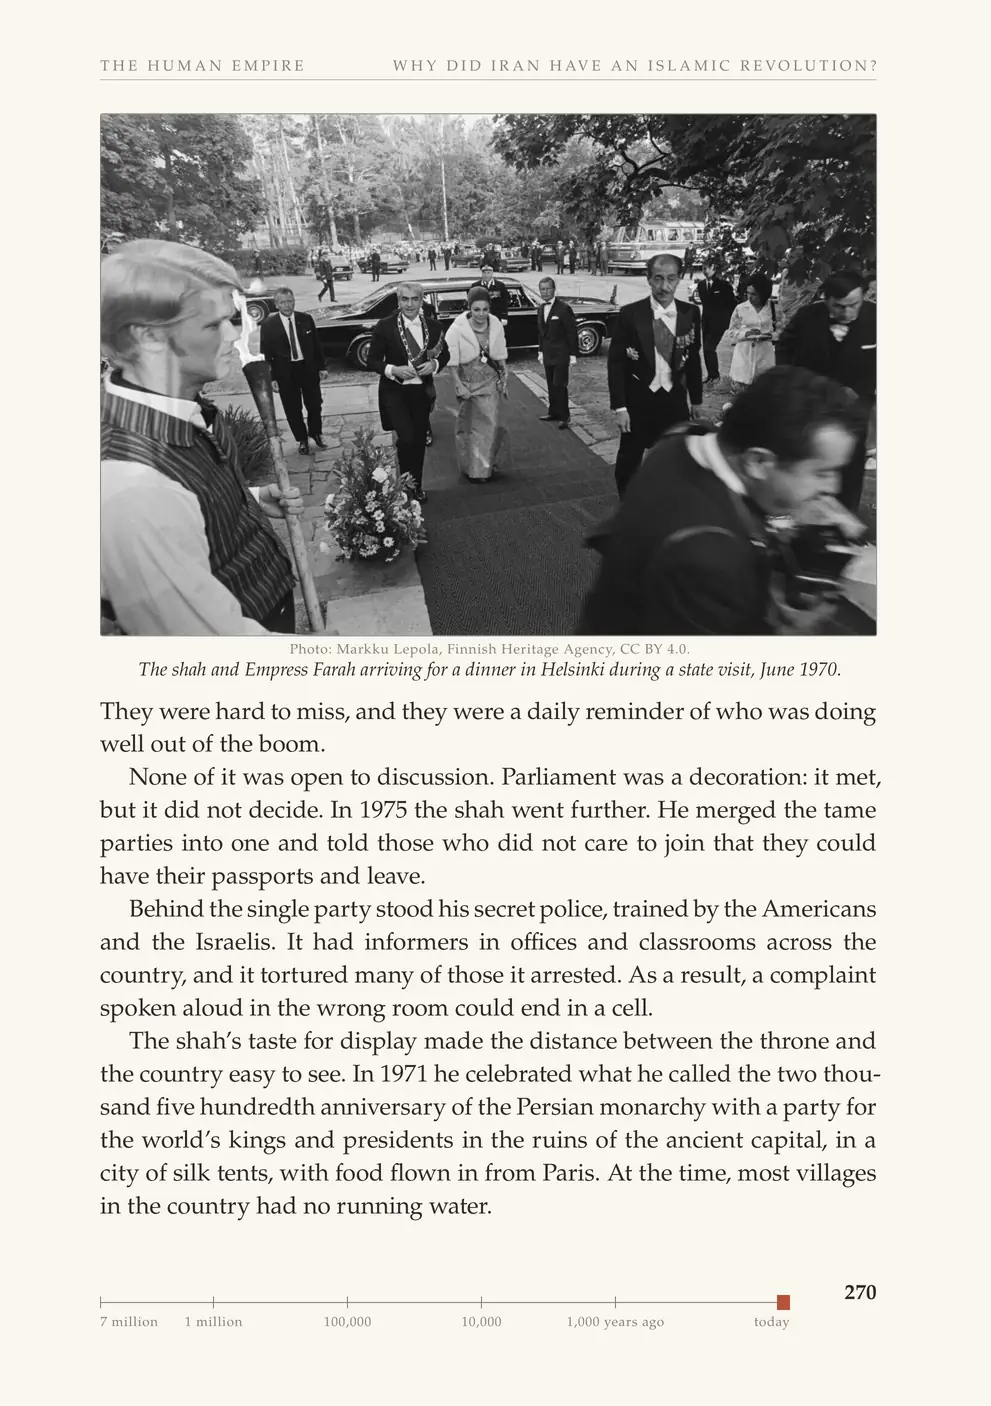 THE HUMAN EMPIRE
WHY DID IRAN HAVE AN ISLAMIC REVOLUTION?
Photo: Markku Lepola, Finnish Heritage Agency, CC BY 4.0.
The shah and Empress Farah arriving for a dinner in Helsinki during a state visit, June 1970.
They were hard to miss, and they were a daily reminder of who was doing
well out of the boom.
None of it was open to discussion. Parliament was a decoration: it met,
but it did not decide. In 1975 the shah went further. He merged the tame
parties into one and told those who did not care to join that they could
have their passports and leave.
Behind the single party stood his secret police, trained by the Americans
and the Israelis. It had informers in offices and classrooms across the
country, and it tortured many of those it arrested. As a result, a complaint
spoken aloud in the wrong room could end in a cell.
The shah’s taste for display made the distance between the throne and
the country easy to see. In 1971 he celebrated what he called the two thou-
sand five hundredth anniversary of the Persian monarchy with a party for
the world’s kings and presidents in the ruins of the ancient capital, in a
city of silk tents, with food flown in from Paris. At the time, most villages
in the country had no running water.
270
7 million 1 million 100,000 10,000 1,000 years ago today